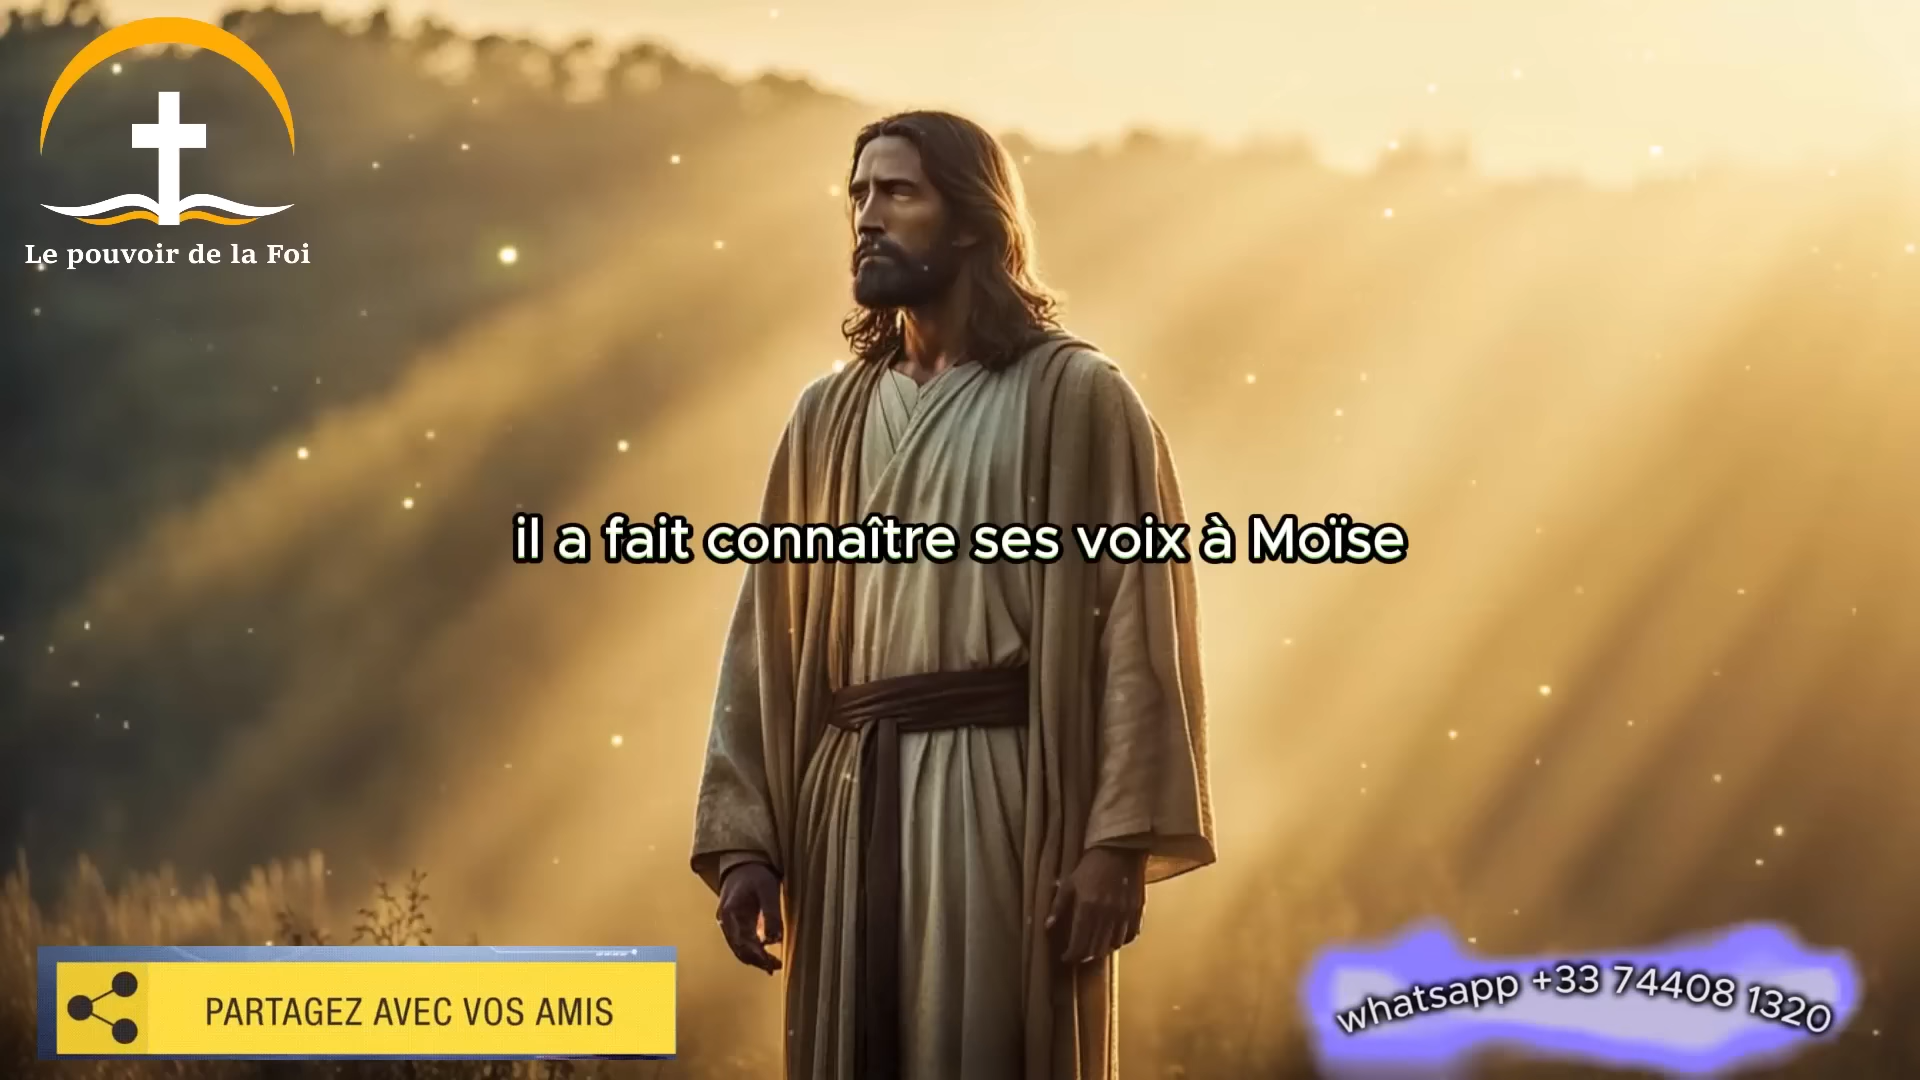 Le pouvoir de la Foi
il a fait connaître ses voix à Moïse
PARTAGEZ AVEC VOS AMIS
whatsapp +33 74408 1320